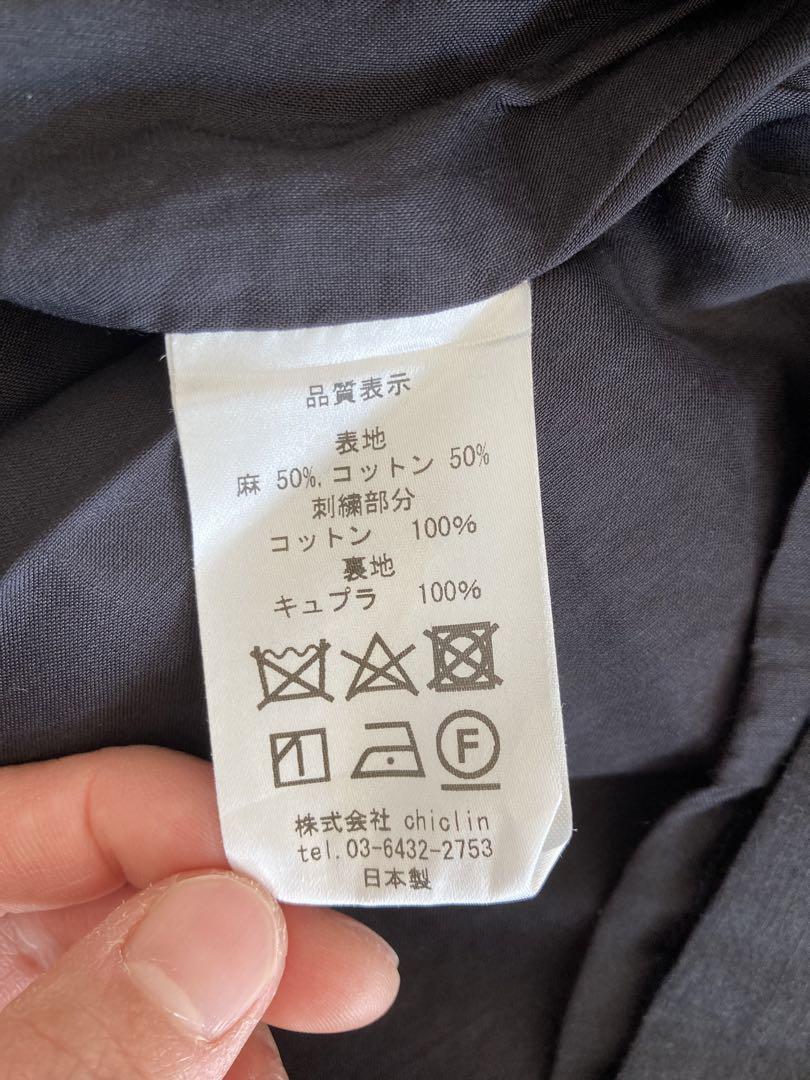 品質表示
表地
麻 50%, コットン 50%
刺繍部分
コットン 100%
裏地
キュプラ 100%
F
株式会社 chiclin
tel.03-6432-2753
日本製